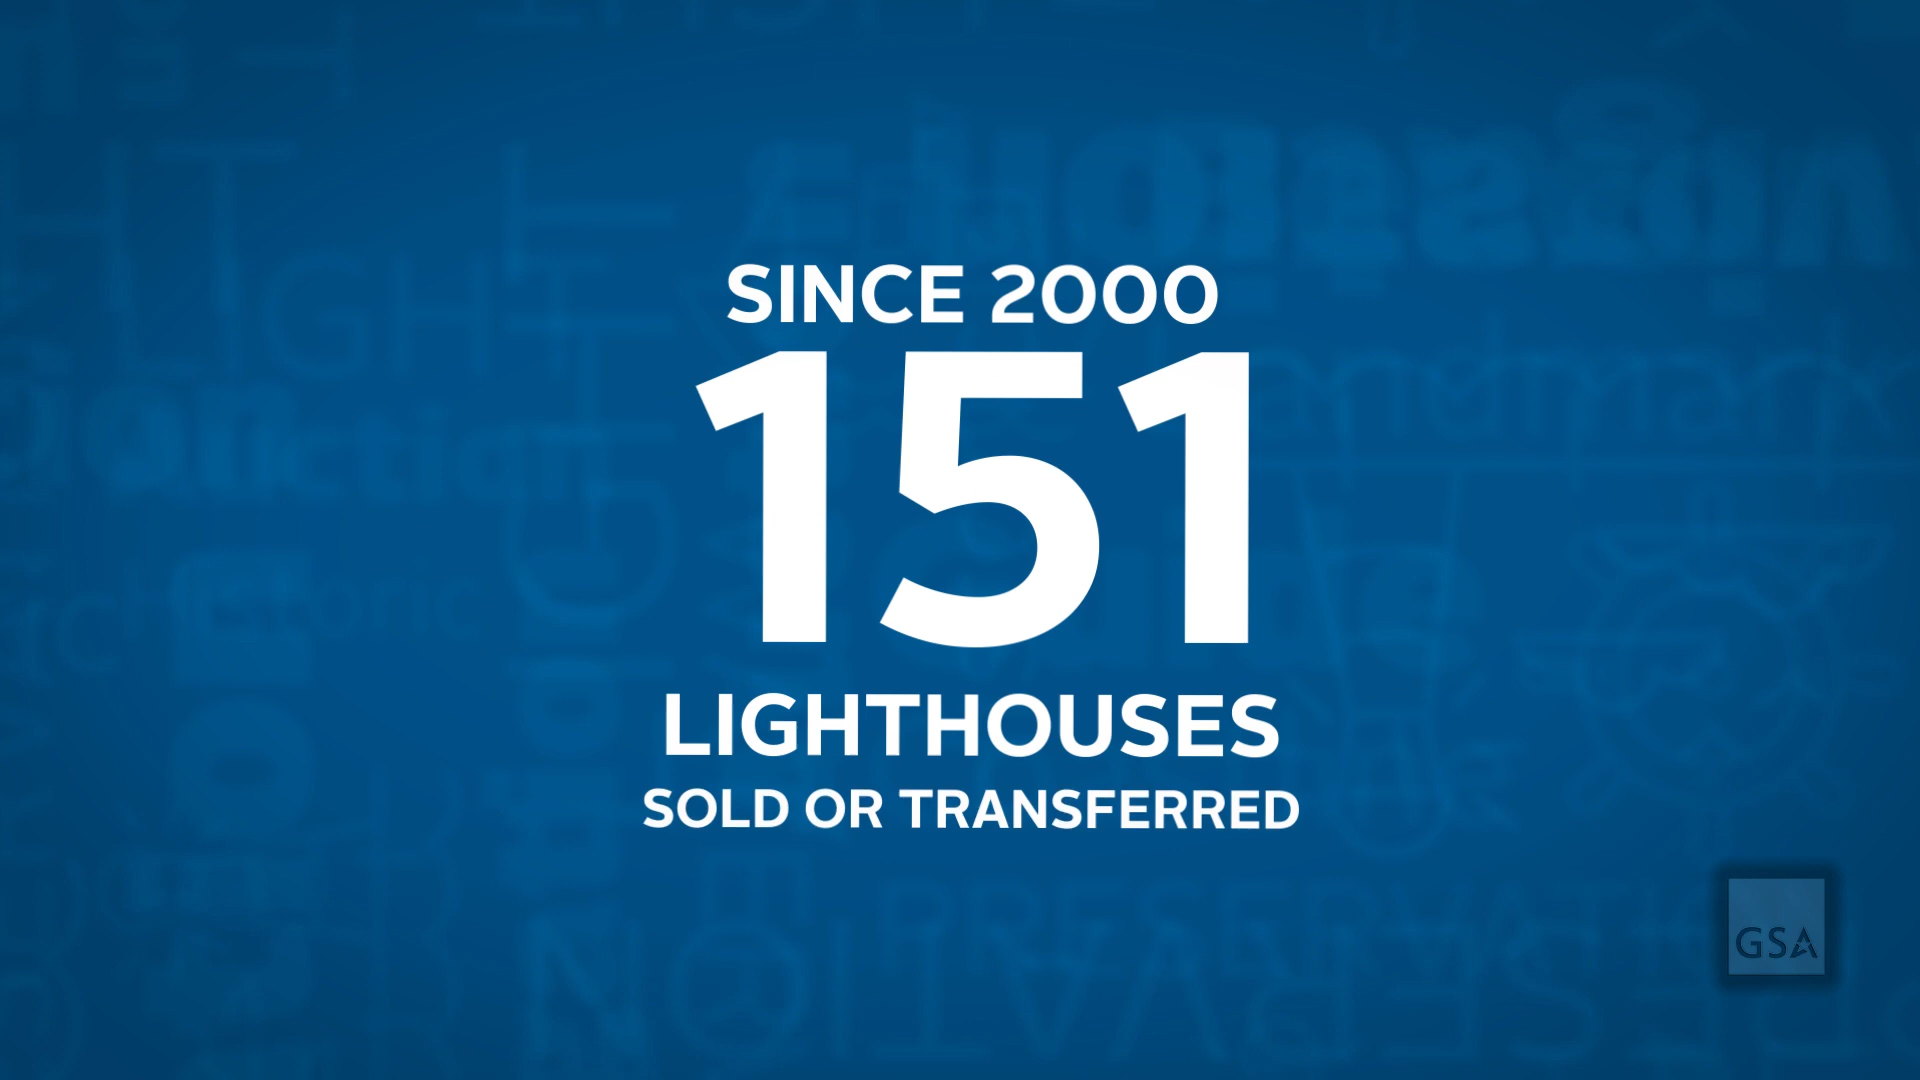 SINCE 2000
151
LIGHTHOUSES
SOLD OR TRANSFERRED
GSA